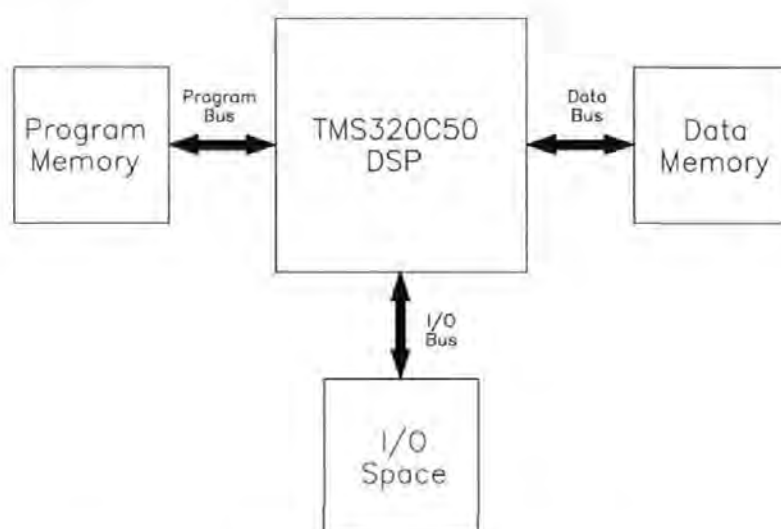 Program
Memory
Program
Bus
TMS320C50
DSP
Data
Bus
Data
Memory
I/O
Bus
I/O
Space